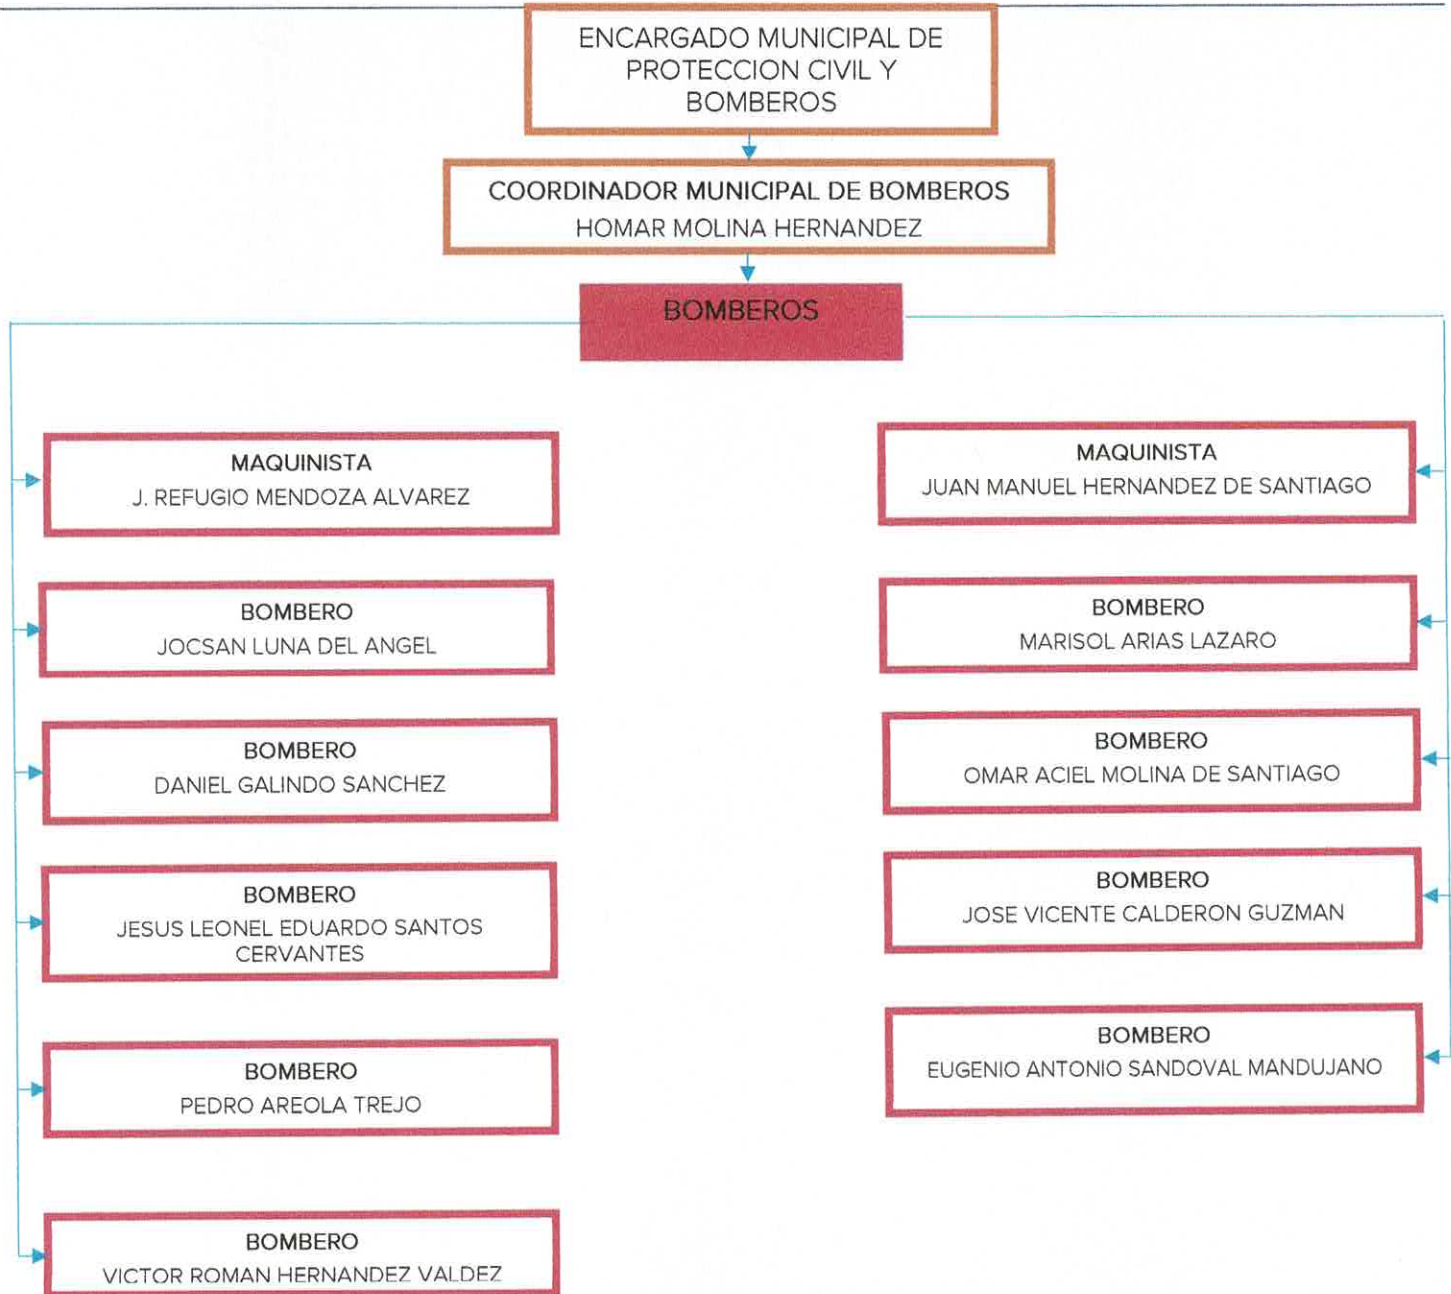 ENCARGADO MUNICIPAL DE
PROTECCION CIVIL Y
BOMBEROS
COORDINADOR MUNICIPAL DE BOMBEROS
HOMAR MOLINA HERNANDEZ
BOMBEROS
MAQUINISTA
J. REFUGIO MENDOZA ALVAREZ
BOMBERO
JOCSAN LUNA DEL ANGEL
BOMBERO
DANIEL GALINDO SANCHEZ
BOMBERO
JESUS LEONEL EDUARDO SANTOS
CERVANTES
BOMBERO
PEDRO AREOLA TREJO
BOMBERO
VICTOR ROMAN HERNANDEZ VALDEZ
MAQUINISTA
JUAN MANUEL HERNANDEZ DE SANTIAGO
BOMBERO
MARISOL ARIAS LAZARO
BOMBERO
OMAR ACIEL MOLINA DE SANTIAGO
BOMBERO
JOSE VICENTE CALDERON GUZMAN
BOMBERO
EUGENIO ANTONIO SANDOVAL MANDUJANO